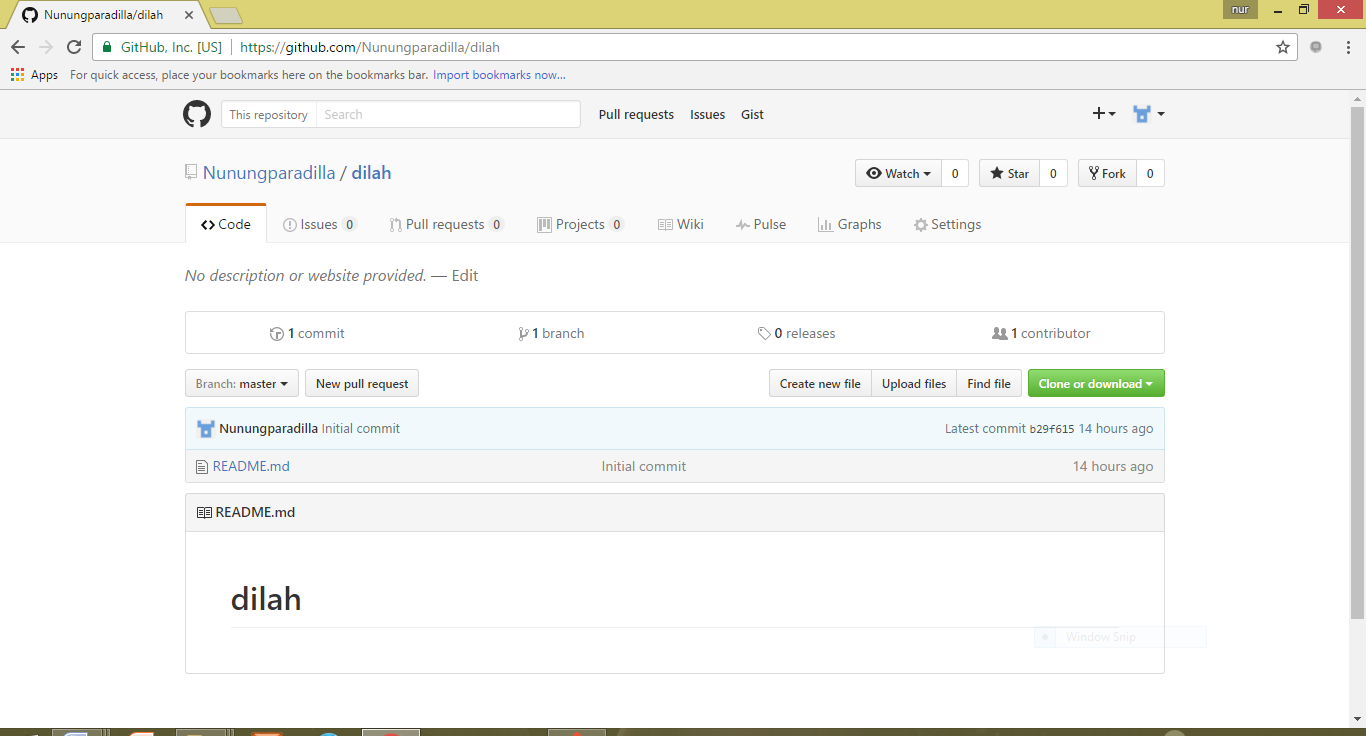 Nunungparadilla/dilah
nur
GitHub, Inc. [US] https://github.com/Nunungparadilla/dilah
Apps For quick access, place your bookmarks here on the bookmarks bar. Import bookmarks now...
This repository Search Pull requests Issues Gist
Nunungparadilla / dilah Watch 0 Star 0 Fork 0
Code Issues 0 Pull requests 0 Projects 0 Wiki Pulse Graphs Settings
No description or website provided. — Edit
1 commit 1 branch 0 releases 1 contributor
Branch: master New pull request Create new file Upload files Find file Clone or download
Nunungparadilla Initial commit Latest commit b29f615 14 hours ago
README.md Initial commit 14 hours ago
README.md
dilah
Window Snip